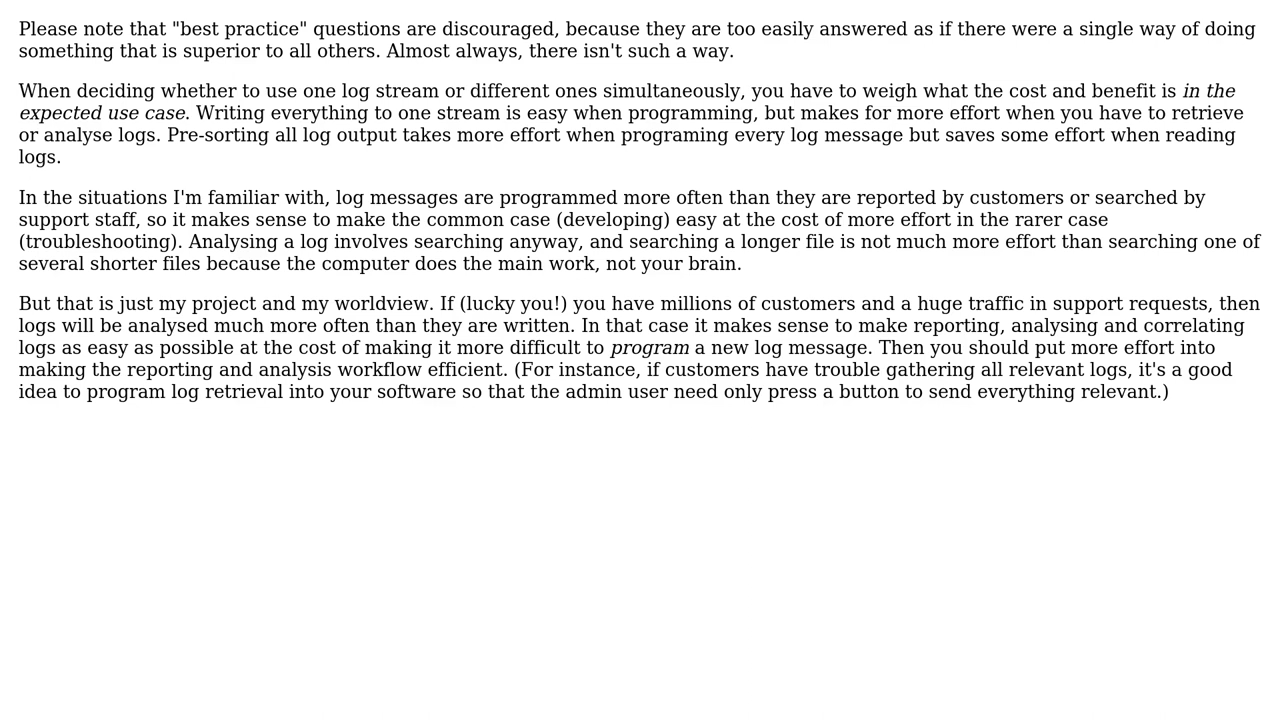 Please note that "best practice" questions are discouraged, because they are too easily answered as if there were a single way of doing
something that is superior to all others. Almost always, there isn't such a way.
When deciding whether to use one log stream or different ones simultaneously, you have to weigh what the cost and benefit is in the
expected use case. Writing everything to one stream is easy when programming, but makes for more effort when you have to retrieve
or analyse logs. Pre-sorting all log output takes more effort when programing every log message but saves some effort when reading
logs.
In the situations I'm familiar with, log messages are programmed more often than they are reported by customers or searched by
support staff, so it makes sense to make the common case (developing) easy at the cost of more effort in the rarer case
(troubleshooting). Analysing a log involves searching anyway, and searching a longer file is not much more effort than searching one of
several shorter files because the computer does the main work, not your brain.
But that is just my project and my worldview. If (lucky you!) you have millions of customers and a huge traffic in support requests, then
logs will be analysed much more often than they are written. In that case it makes sense to make reporting, analysing and correlating
logs as easy as possible at the cost of making it more difficult to program a new log message. Then you should put more effort into
making the reporting and analysis workflow efficient. (For instance, if customers have trouble gathering all relevant logs, it's a good
idea to program log retrieval into your software so that the admin user need only press a button to send everything relevant.)